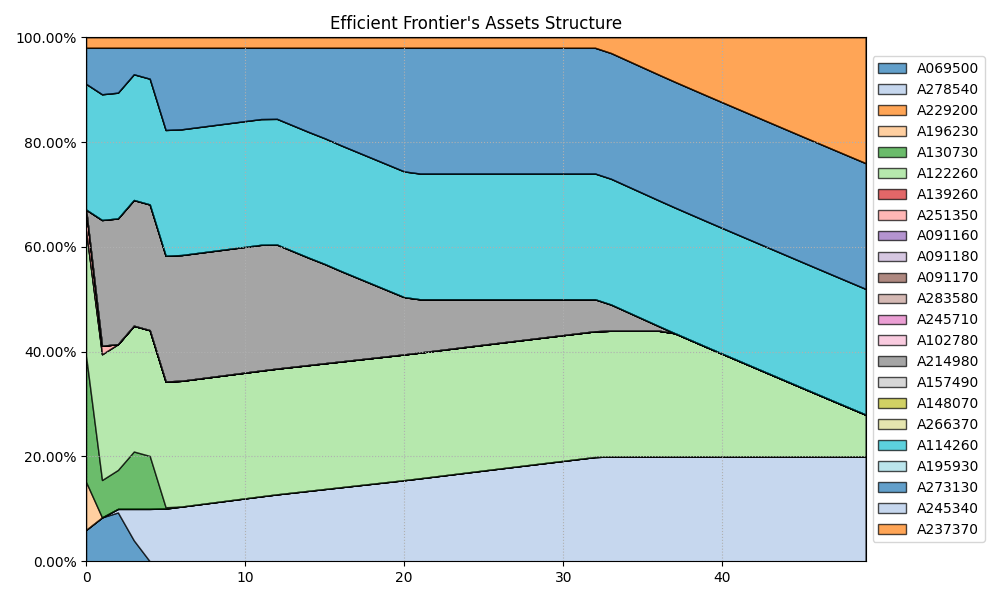 Efficient Frontier's Assets Structure
100.00%
80.00%
60.00%
40.00%
20.00%
0.00%
0
10
20
30
40
A069500
A278540
A229200
A196230
A130730
A122260
A139260
A251350
A091160
A091180
A091170
A283580
A245710
A102780
A214980
A157490
A148070
A266370
A114260
A195930
A273130
A245340
A237370